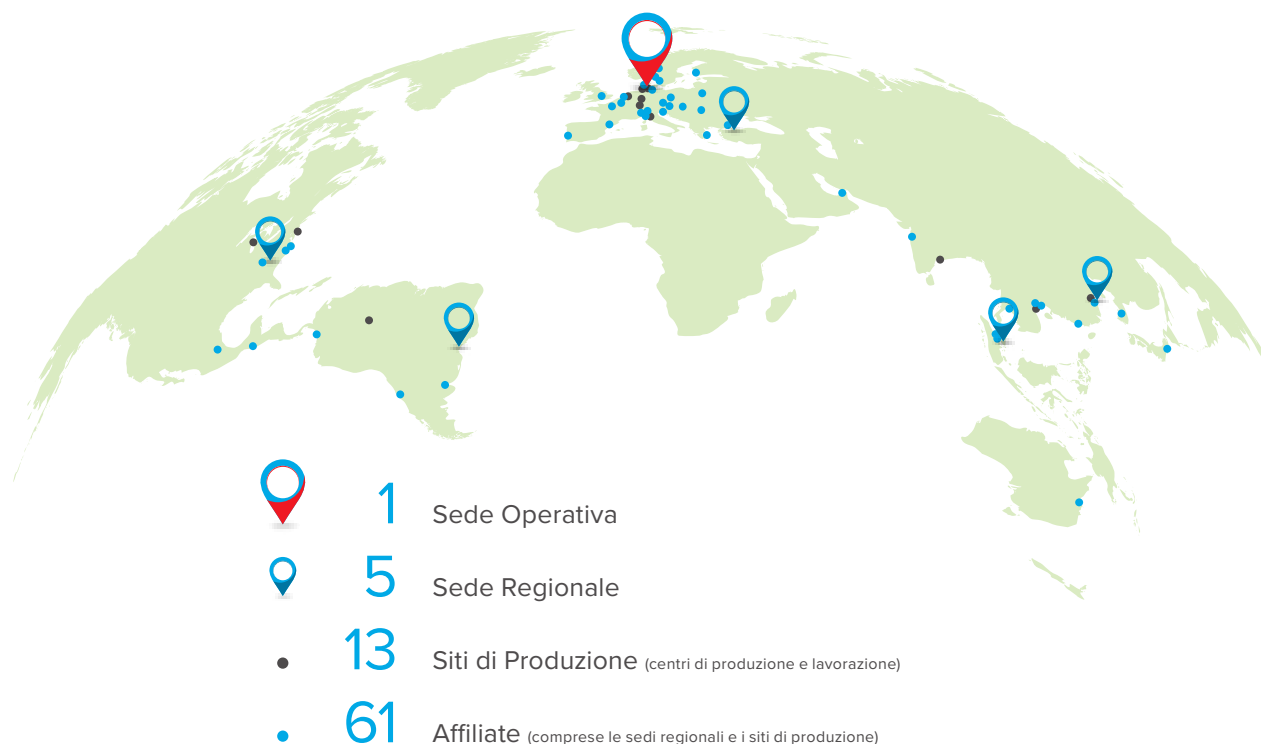 1 Sede Operativa
5 Sede Regionale
13 Siti di Produzione (centri di produzione e lavorazione)
61 Affiliate (comprese le sedi regionali e i siti di produzione)